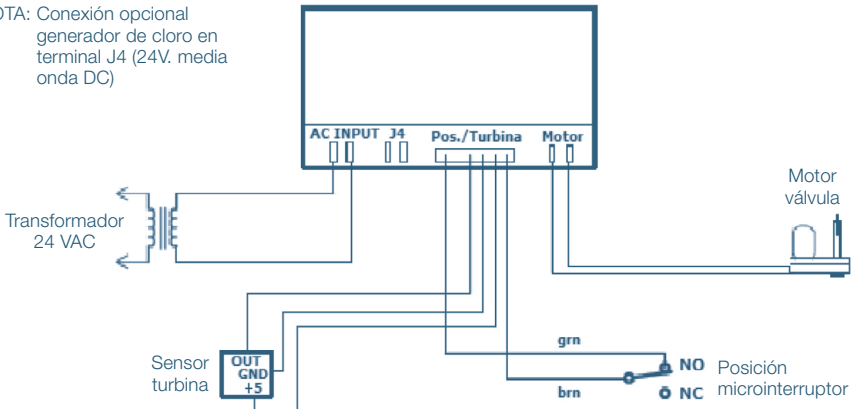 OTA: Conexión opcional
generador de cloro en
terminal J4 (24V. media
onda DC)
AC INPUT J4 Pos./Turbina Motor
Motor
válvula
Transformador
24 VAC
grn
Sensor
turbina
OUT
GND
+5
NO
Posición
microinterruptor
brn
NC